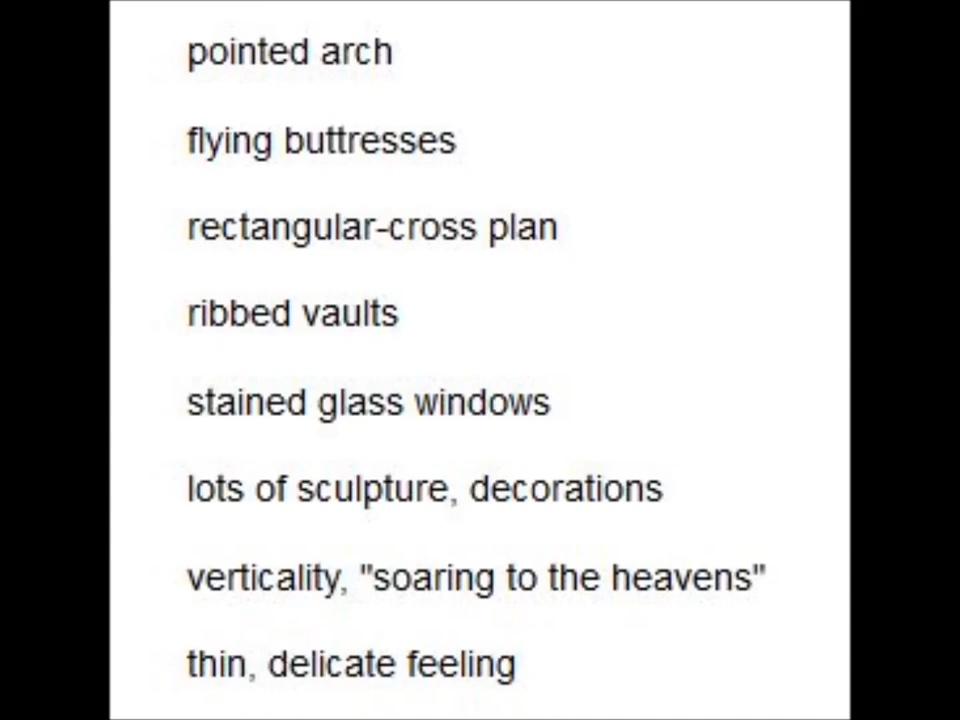 pointed arch
flying buttresses
rectangular-cross plan
ribbed vaults
stained glass windows
lots of sculpture, decorations
verticality, "soaring to the heavens"
thin, delicate feeling